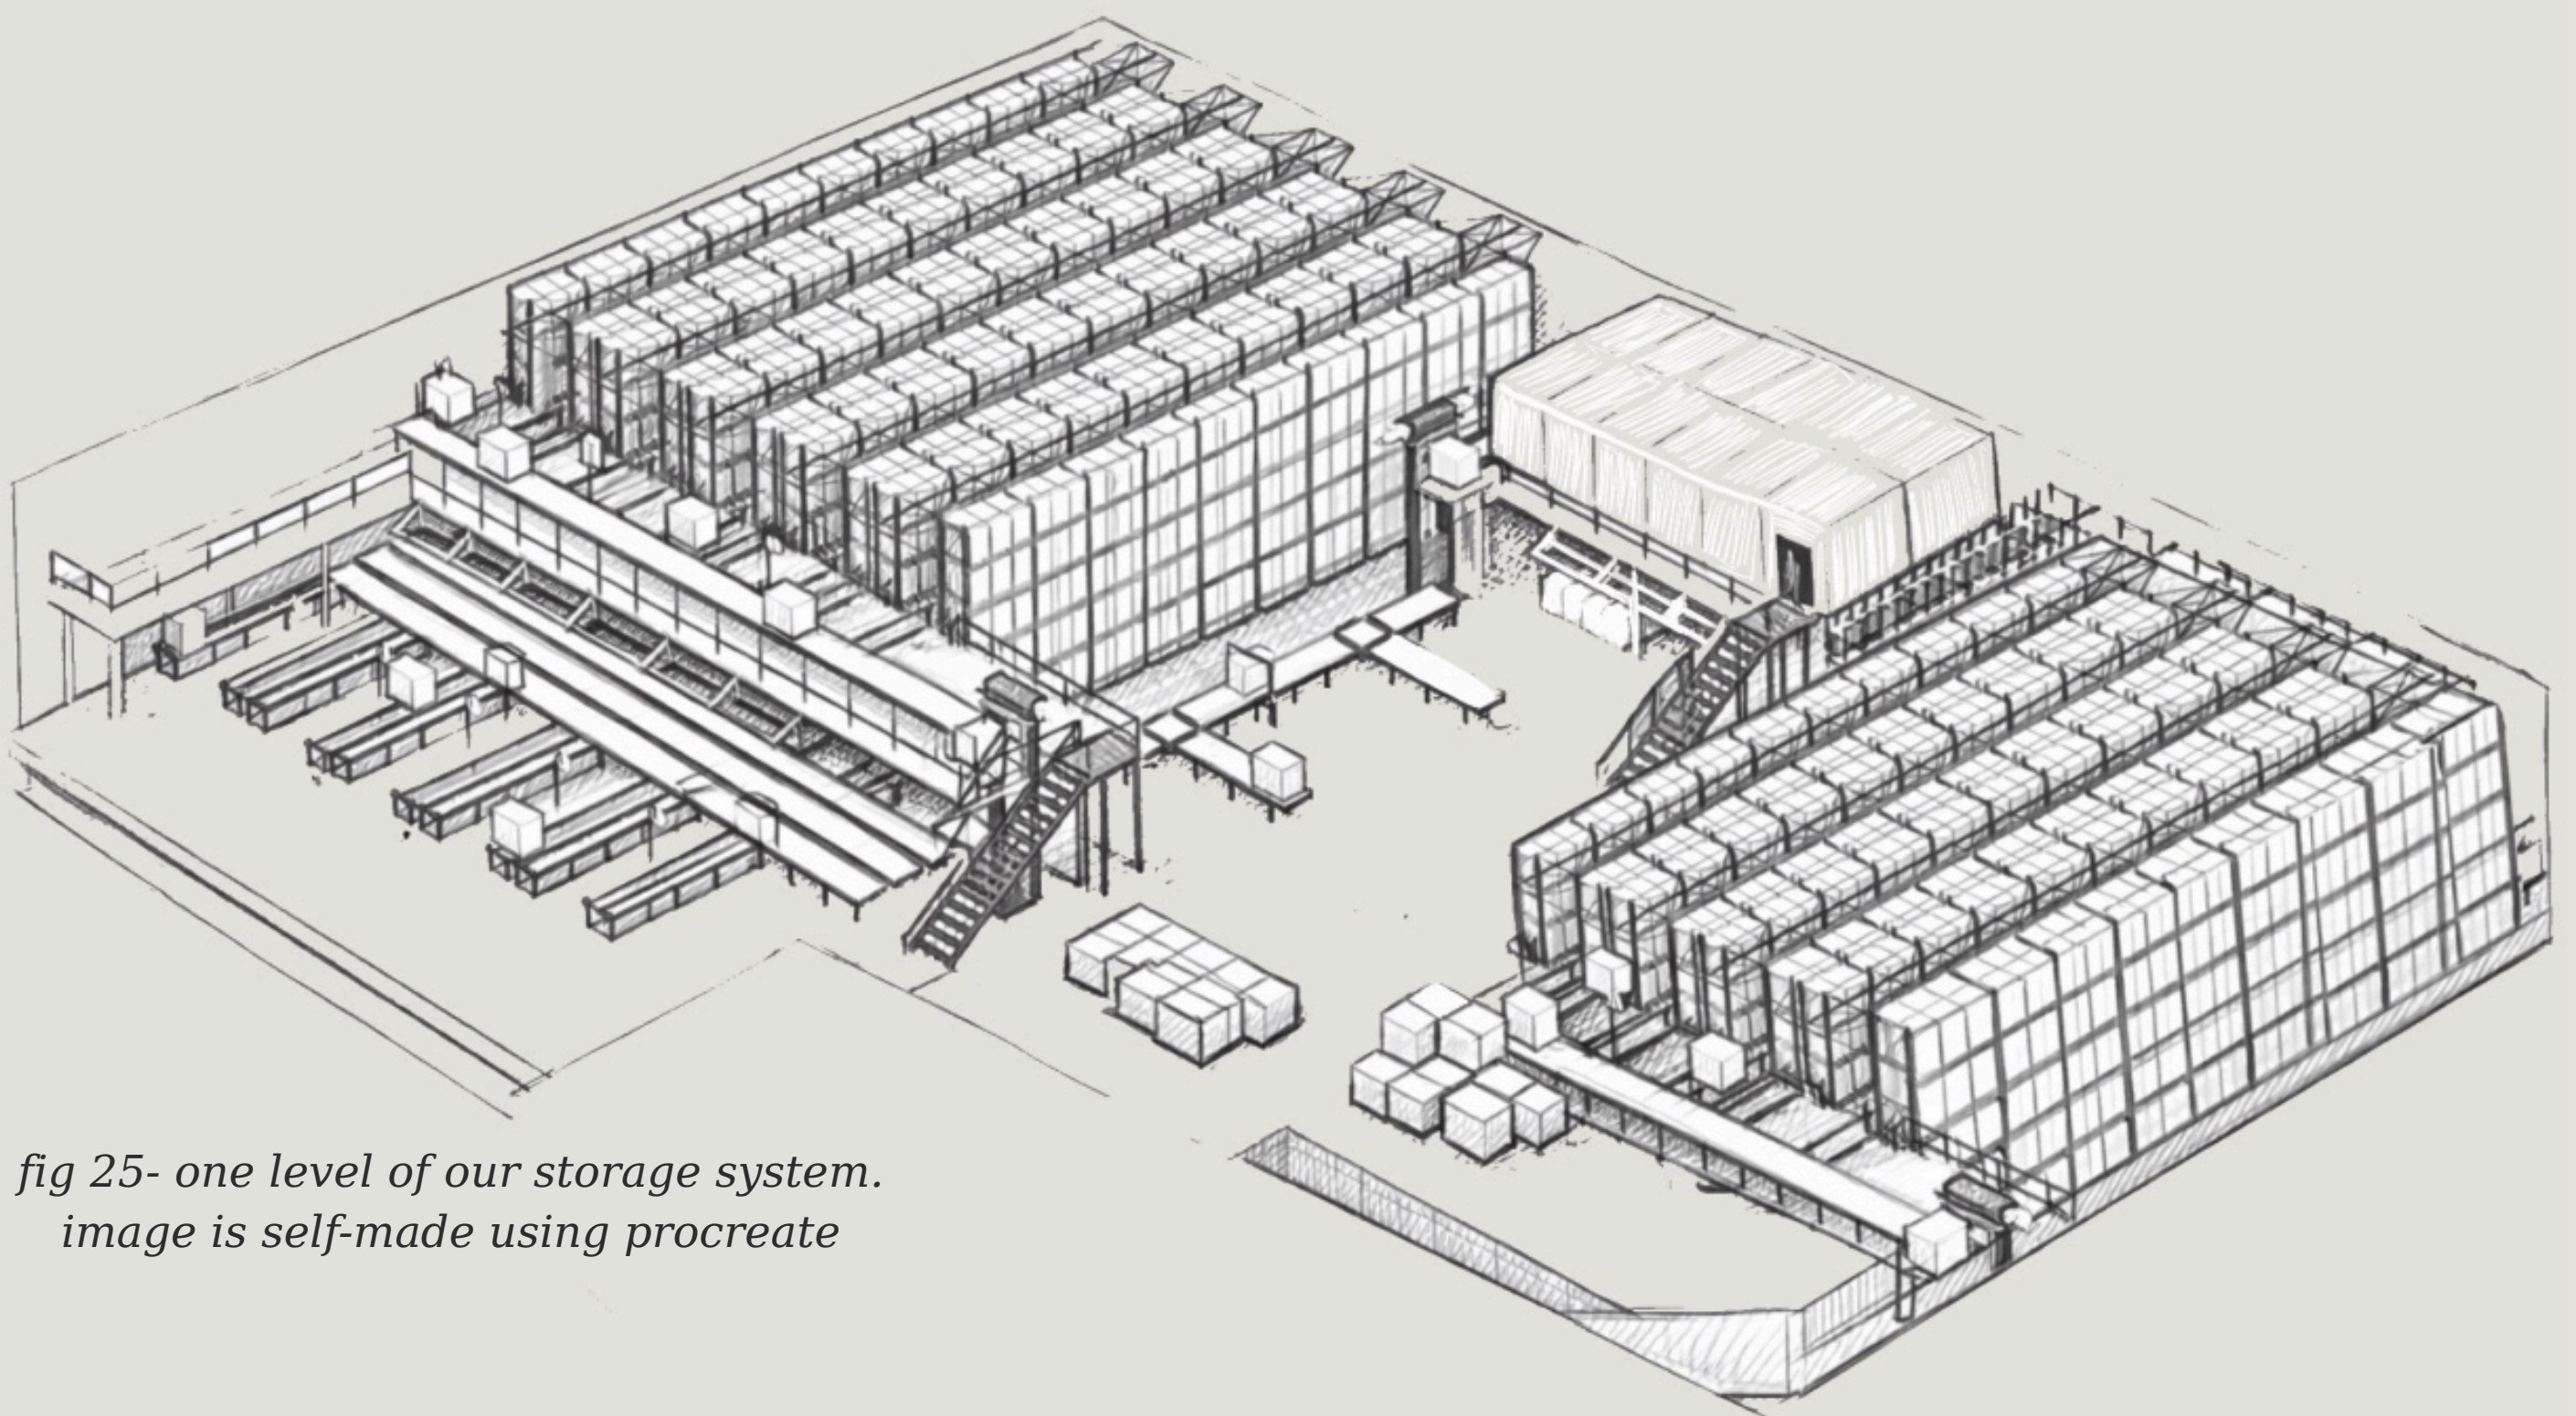 fig 25- one level of our storage system.
image is self-made using procreate